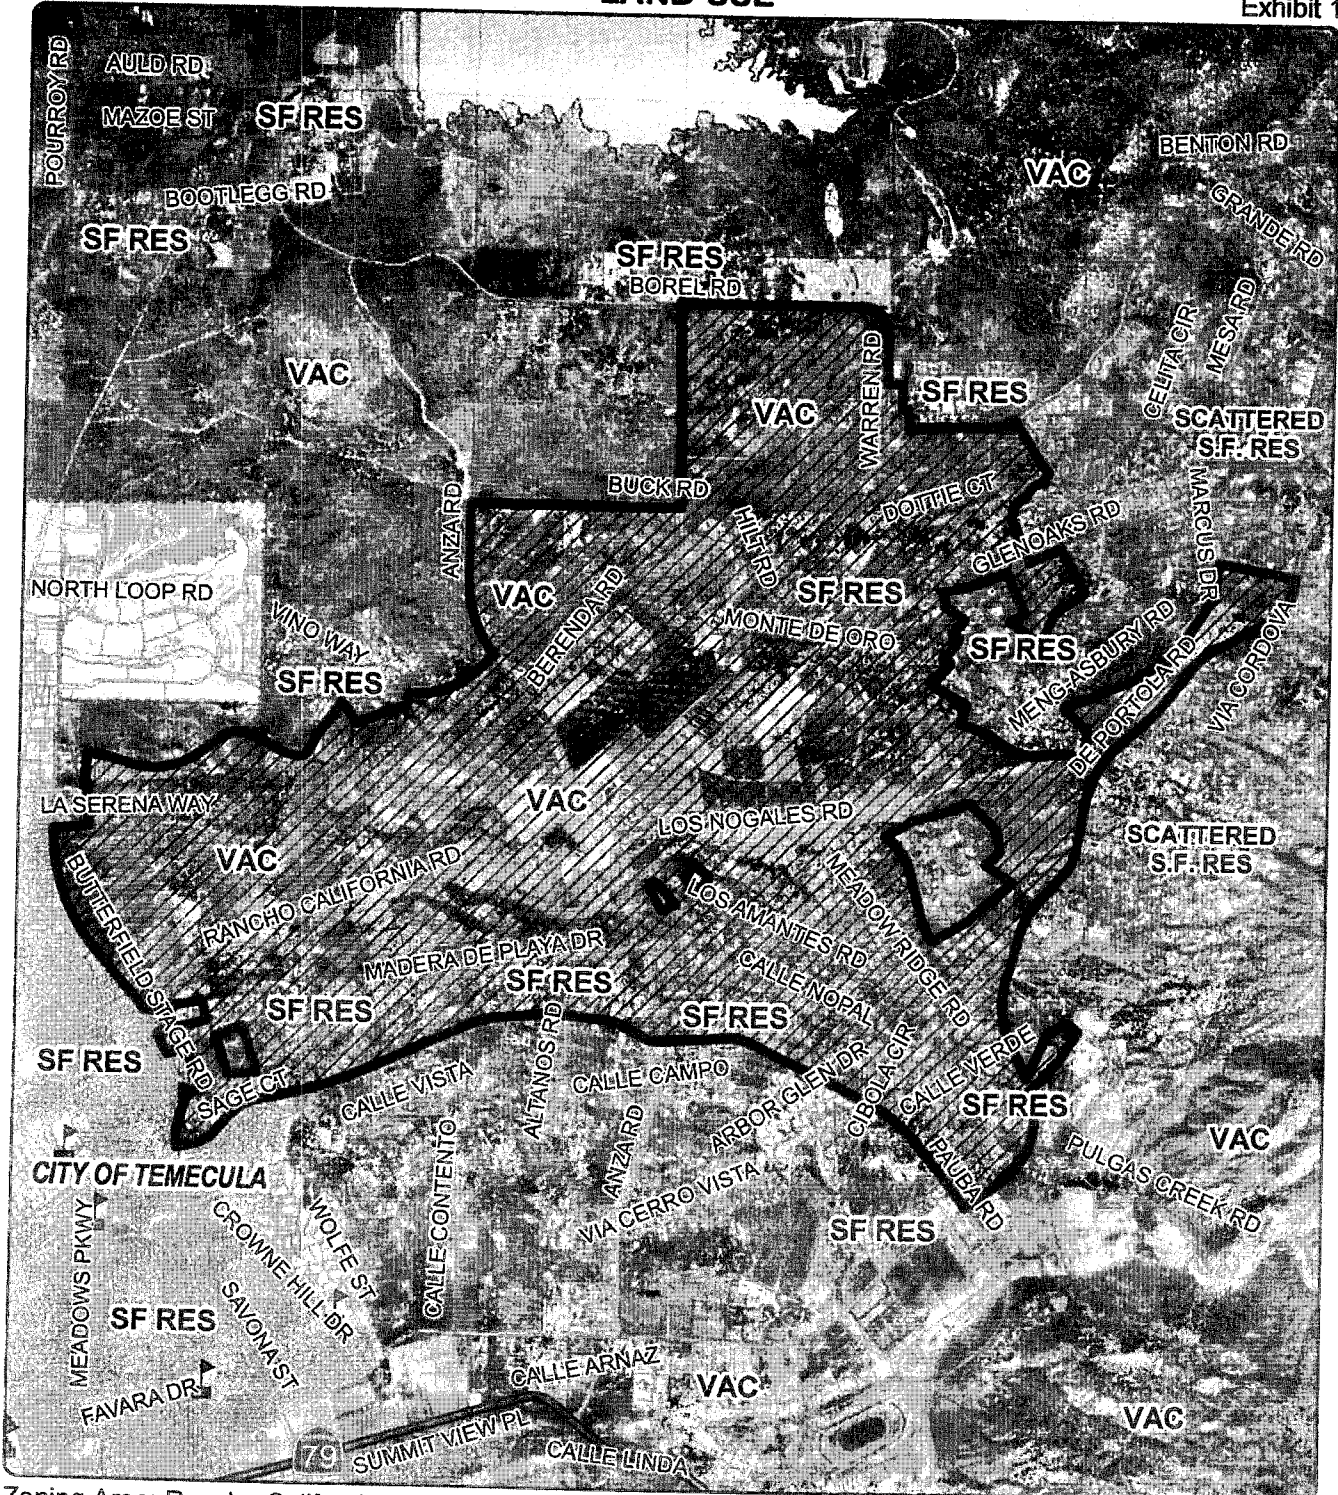 LAND USE
Exhibit 1
POURROY RD
AULD RD
MAZOE ST
SF RES
BOOTLEGG RD
SF RES
VAC
BENTON RD
GRANDE RD
SF RES
BOREL RD
VAC
WARREN RD
CELITA CIR
MESA RD
VAC
SF RES
SCATTERED
S.F. RES
ANZA RD
BUCK RD
HILT RD
DOTTIE CT
GLENOAKS RD
MARCUS DR
NORTH LOOP RD
VINO WAY
SF RES
VAC
BERENDA RD
SF RES
MONTE DE ORO
SF RES
MENG-ASBURY RD
DE PORTOLA RD
VIA CORDOVA
LA SERENA WAY
VAC
VAC
LOS NOGALES RD
SCATTERED
S.F. RES
BUTTERFIELD STAGE RD
RANCHO CALIFORNIA RD
MADERA DE PLAYA DR
LOS AMANTES RD
MEADOW RIDGE RD
CALLE NOPAL
SF RES
SF RES
SF RES
SF RES
SAGE CT
CALLE VISTA
ALTANOS RD
CALLE CAMPO
ARBOR GLEN DR
CIBOLA CIR
CALLE VERDE
SF RES
VAC
CITY OF TEMECULA
CALLE CONTENTO
ANZA RD
VIA CERRO VISTA
PAUBA RD
PULGAS CREEK RD
SF RES
MEADOWS PKWY
CROWNE HILL DR
WOLFE ST
SAVONA ST
SF RES
FAVARA DR
CALLE ARNAZ
VAC
VAC
79
SUMMIT VIEW PL
CALLE LINDA